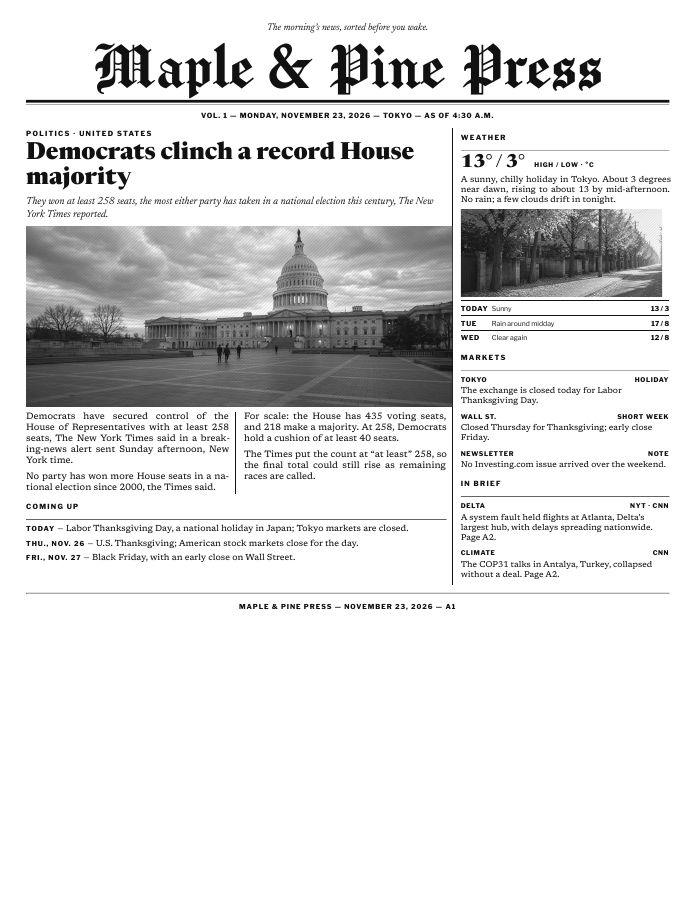 The morning's news, sorted before you wake.
Maple & Pine Press
VOL. 1 — MONDAY, NOVEMBER 23, 2026 — TOKYO — AS OF 4:30 A.M.
POLITICS · UNITED STATES
Democrats clinch a record House
majority
They won at least 258 seats, the most either party has taken in a national election this century, The New
York Times reported.
Democrats have secured control of the
House of Representatives with at least 258
seats, The New York Times said in a break-
ing-news alert sent Sunday afternoon, New
York time.
No party has won more House seats in a na-
tional election since 2000, the Times said.
For scale: the House has 435 voting seats,
and 218 make a majority. At 258, Democrats
hold a cushion of at least 40 seats.
The Times put the count at “at least” 258, so
the final total could still rise as remaining
races are called.
COMING UP
TODAY — Labor Thanksgiving Day, a national holiday in Japan; Tokyo markets are closed.
THU., NOV. 26 — U.S. Thanksgiving; American stock markets close for the day.
FRI., NOV. 27 — Black Friday, with an early close on Wall Street.
WEATHER
13° / 3° HIGH / LOW · °C
A sunny, chilly holiday in Tokyo. About 3 degrees
near dawn, rising to about 13 by mid-afternoon.
No rain; a few clouds drift in tonight.
TODAY Sunny 13 / 3
TUE Rain around midday 17 / 8
WED Clear again 12 / 8
MARKETS
TOKYO HOLIDAY
The exchange is closed today for Labor
Thanksgiving Day.
WALL ST. SHORT WEEK
Closed Thursday for Thanksgiving; early close
Friday.
NEWSLETTER NOTE
No Investing.com issue arrived over the weekend.
IN BRIEF
DELTA NYT · CNN
A system fault held flights at Atlanta, Delta's
largest hub, with delays spreading nationwide.
Page A2.
CLIMATE CNN
The COP31 talks in Antalya, Turkey, collapsed
without a deal. Page A2.
MAPLE & PINE PRESS — NOVEMBER 23, 2026 — A1